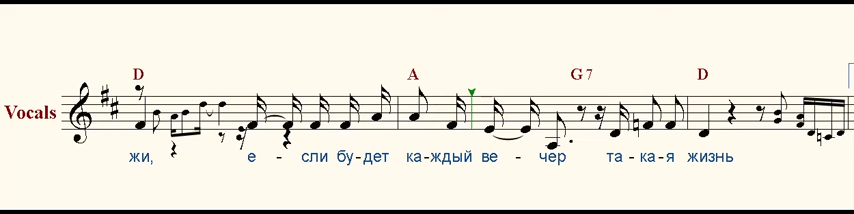 D A G7 D
Vocals
жи, е - сли бу - дет ка - ждый ве - чер та - ка - я жизнь